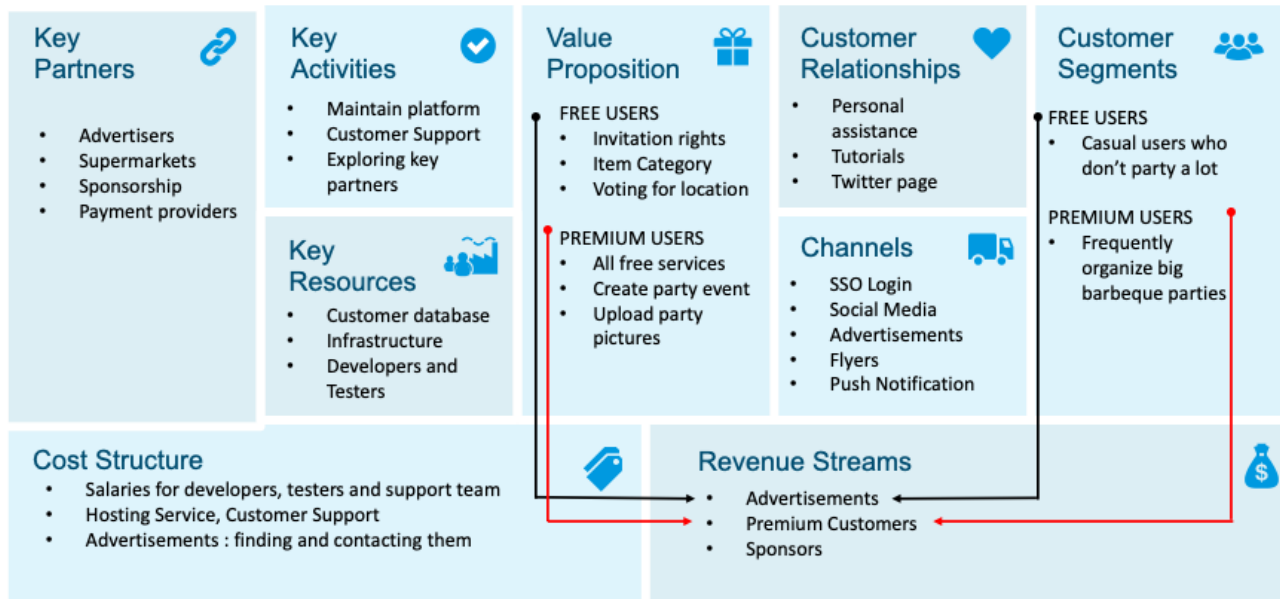 Key
Partners
• Advertisers
• Supermarkets
• Sponsorship
• Payment providers
Key
Activities
• Maintain platform
• Customer Support
• Exploring key
partners
Key
Resources
• Customer database
• Infrastructure
• Developers and
Testers
Value
Proposition
FREE USERS
• Invitation rights
• Item Category
• Voting for location
PREMIUM USERS
• All free services
• Create party event
• Upload party
pictures
Customer
Relationships
• Personal
assistance
• Tutorials
• Twitter page
Channels
• SSO Login
• Social Media
• Advertisements
• Flyers
• Push Notification
Customer
Segments
FREE USERS
• Casual users who
don't party a lot
PREMIUM USERS
• Frequently
organize big
barbeque parties
Cost Structure
• Salaries for developers, testers and support team
• Hosting Service, Customer Support
• Advertisements : finding and contacting them
Revenue Streams
• Advertisements
• Premium Customers
• Sponsors
$